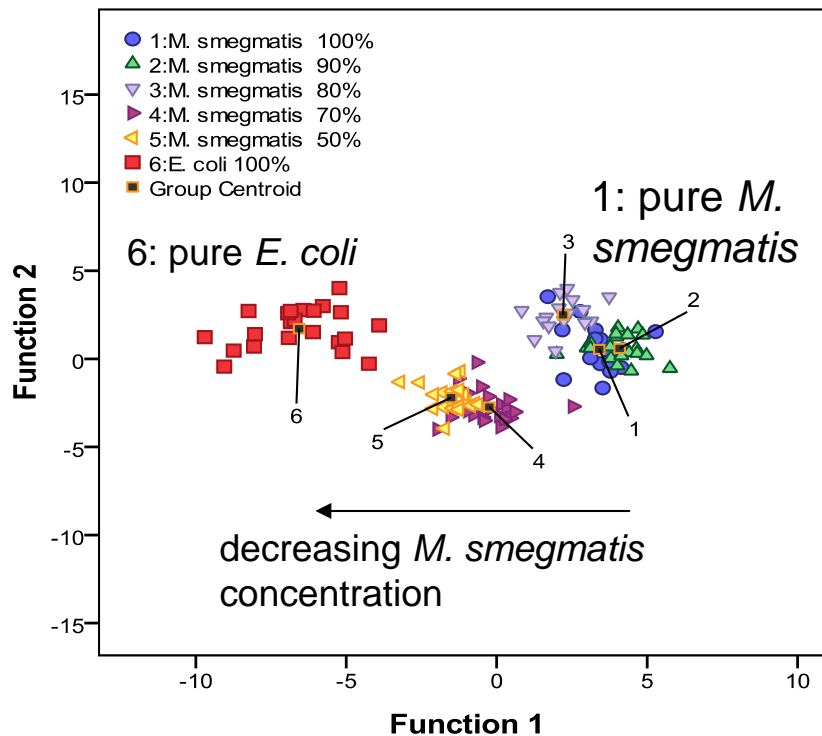 1:M. smegmatis 100%
2:M. smegmatis 90%
3:M. smegmatis 80%
4:M. smegmatis 70%
5:M. smegmatis 50%
6:E. coli 100%
Group Centroid
1: pure M.
smegmatis
6: pure E. coli
3
2
6
5
4
1
decreasing M. smegmatis
concentration
Function 2
15
10
5
0
-5
-10
-15
-10 -5 0 5 10
Function 1